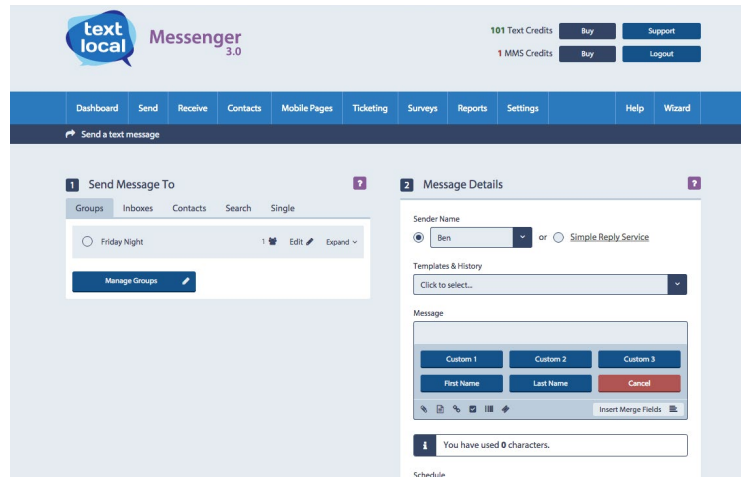 text local
Messenger 3.0
101 Text Credits Buy Support
1 MMS Credits Buy Logout
Dashboard Send Receive Contacts Mobile Pages Ticketing Surveys Reports Settings Help Wizard
Send a text message
1 Send Message To ?
Groups Inboxes Contacts Search Single
Friday Night 1 Edit Expand
Manage Groups
2 Message Details ?
Sender Name
Ben or Simple Reply Service
Templates & History
Click to select...
Message
Custom 1 Custom 2 Custom 3
First Name Last Name Cancel
Insert Merge Fields
i You have used 0 characters.
Schedule